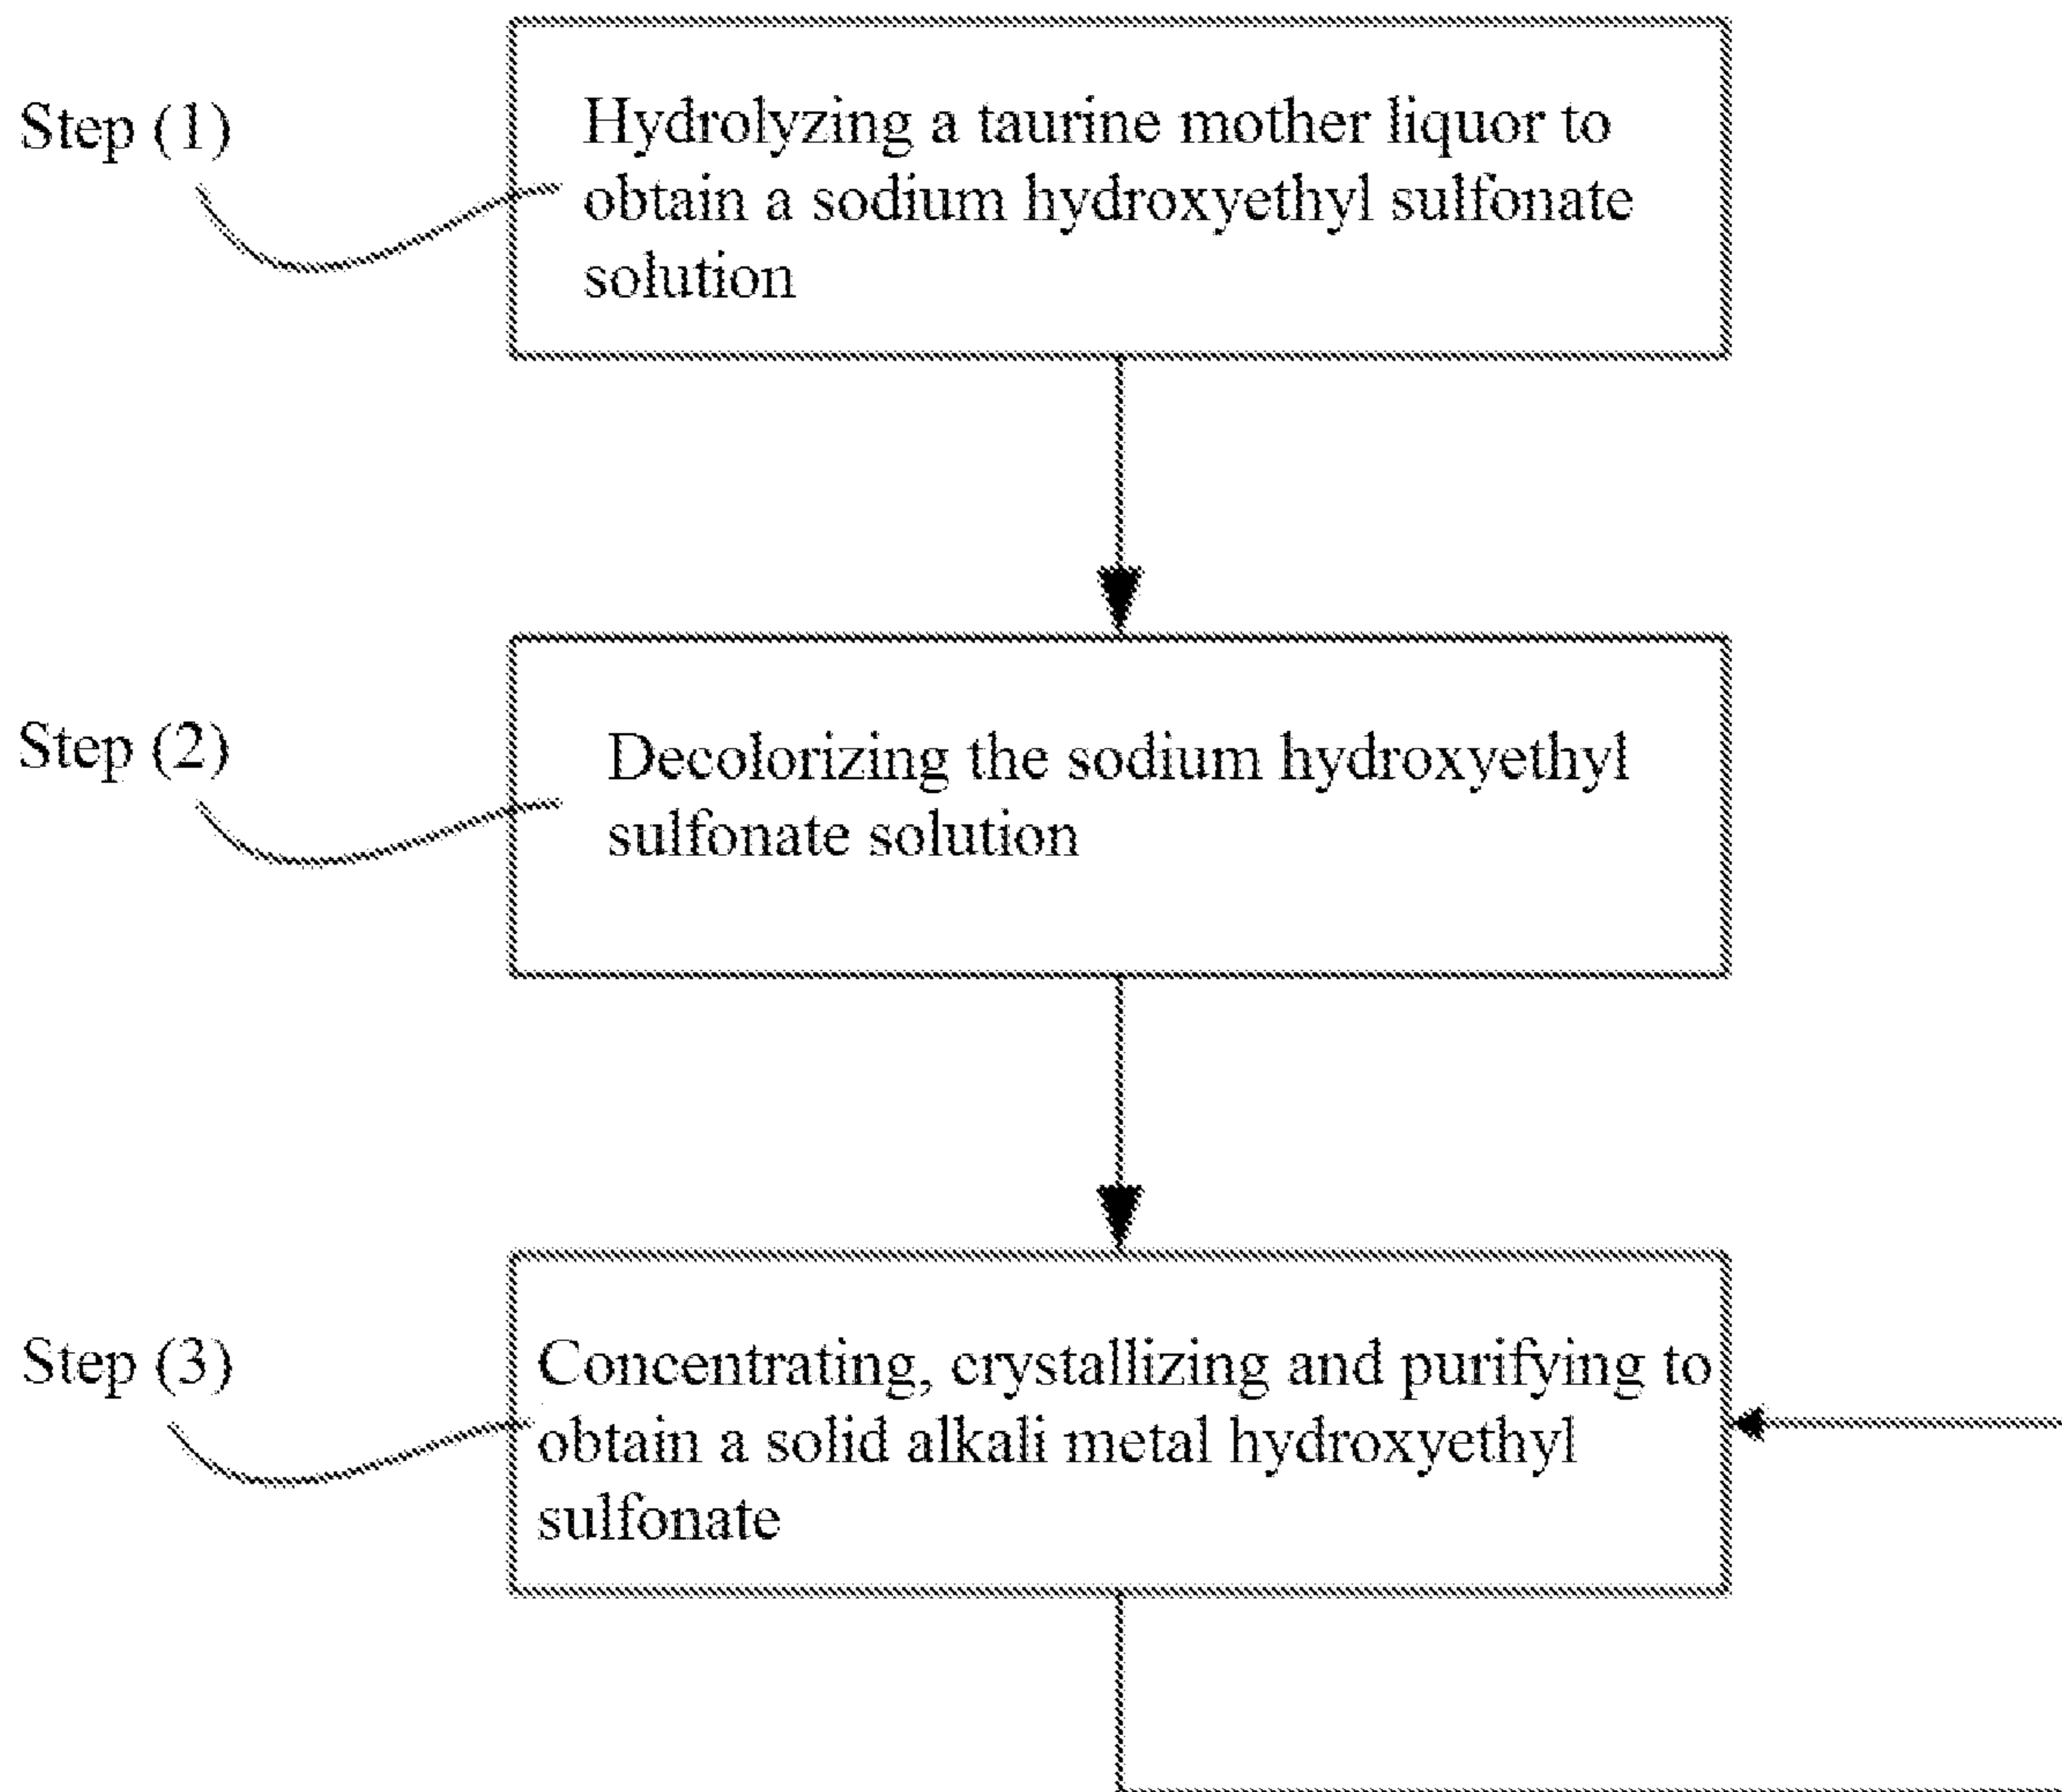 Step (1)
Hydrolyzing a taurine mother liquor to
obtain a sodium hydroxyethyl sulfonate
solution
Step (2)
Decolorizing the sodium hydroxyethyl
sulfonate solution
Step (3)
Concentrating, crystallizing and purifying to
obtain a solid alkali metal hydroxyethyl
sulfonate